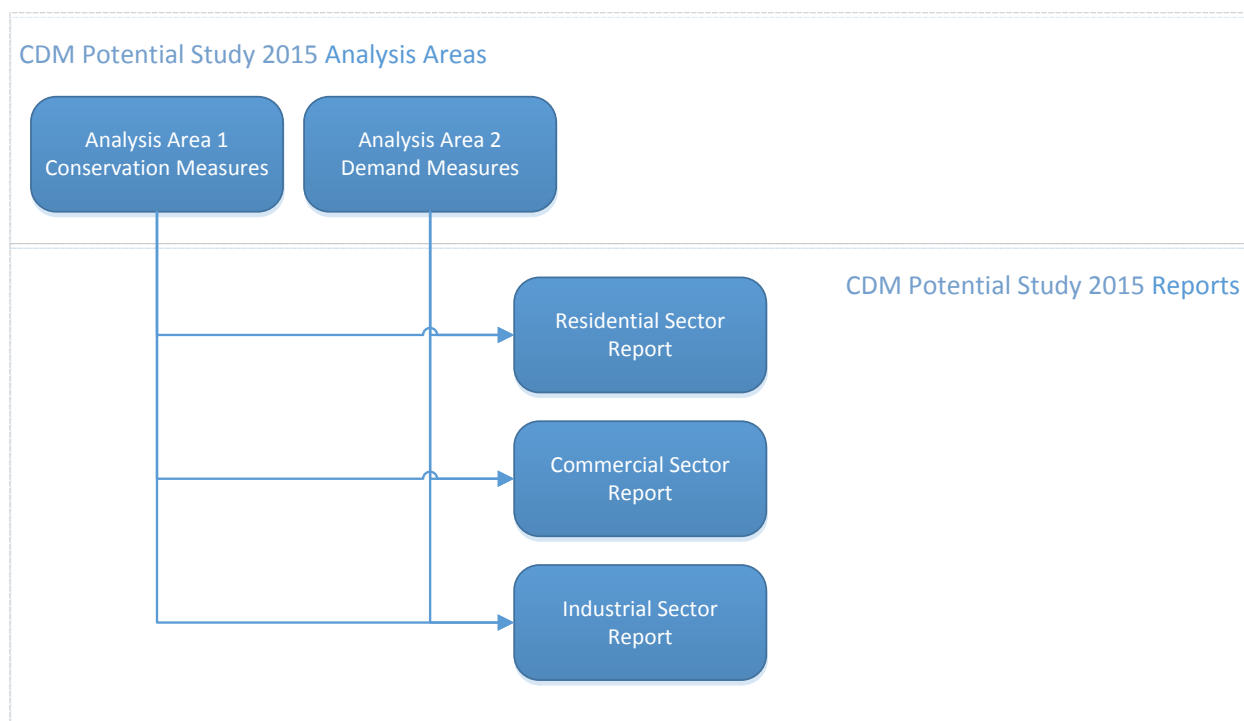 CDM Potential Study 2015 Analysis Areas
Analysis Area 1
Conservation Measures
Analysis Area 2
Demand Measures
CDM Potential Study 2015 Reports
Residential Sector
Report
Commercial Sector
Report
Industrial Sector
Report